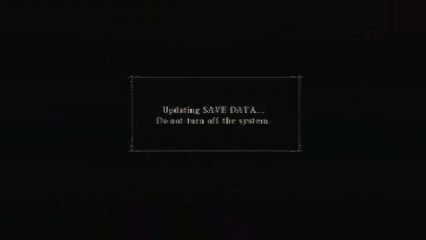 Updating SAVE DATA...
Do not turn off the system.